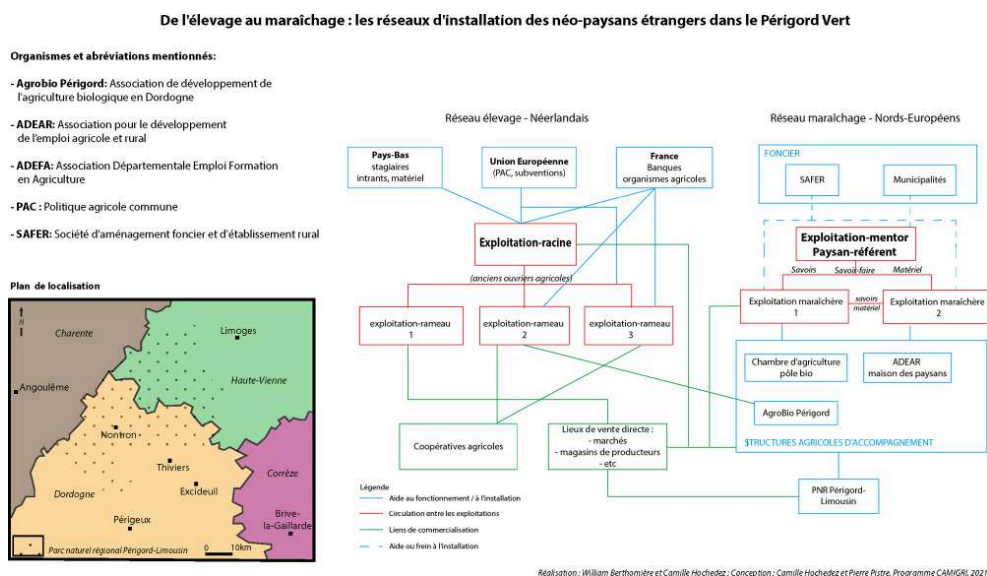 De l'élevage au maraîchage : les réseaux d'installation des néo-paysans étrangers dans le Périgord Vert
Organismes et abréviations mentionnés:
- Agrobio Périgord: Association de développement de
l'agriculture biologique en Dordogne
- ADEAR: Association pour le développement
de l'emploi agricole et rural
- ADEFA: Association Départementale Emploi Formation
en Agriculture
- PAC : Politique agricole commune
- SAFER: Société d'aménagement foncier et d'établissement rural
Plan de localisation
N
Charente
Limoges
Angoulême
Haute-Vienne
Nontron
Thiviers
Corrèze
Dordogne
Excideuil
Périgeux
Brive-
la-Gaillarde
Parc naturel régional Périgord-Limousin
0 10km
Réseau élevage - Néerlandais
Pays-Bas
stagiaires
intrants, matériel
Union Européenne
(PAC, subventions)
France
Banques
organismes agricoles
Exploitation-racine
(anciens ouvriers agricoles)
exploitation-rameau
1
exploitation-rameau
2
exploitation-rameau
3
Coopératives agricoles
Lieux de vente directe :
- marchés
- magasins de producteurs
- etc
Réseau maraîchage - Nords-Européens
FONCIER
SAFER
Municipalités
Exploitation-mentor
Paysan-référent
Savoirs Savoir-faire Matériel
Exploitation maraîchère
1
savoirs
matériel
Exploitation maraîchère
2
Chambre d'agriculture
pôle bio
ADEAR
maison des paysans
AgroBio Périgord
STRUCTURES AGRICOLES D'ACCOMPAGNEMENT
PNR Périgord-
Limousin
Légende
Aide au fonctionnement / à l'installation
Circulation entre les exploitations
Liens de commercialisation
Aide ou frein à l'installation
Réalisation : William Berthomière et Camille Hochedez ; Conception : Camille Hochedez et Pierre Pistre. Programme CAMIGRI, 2021